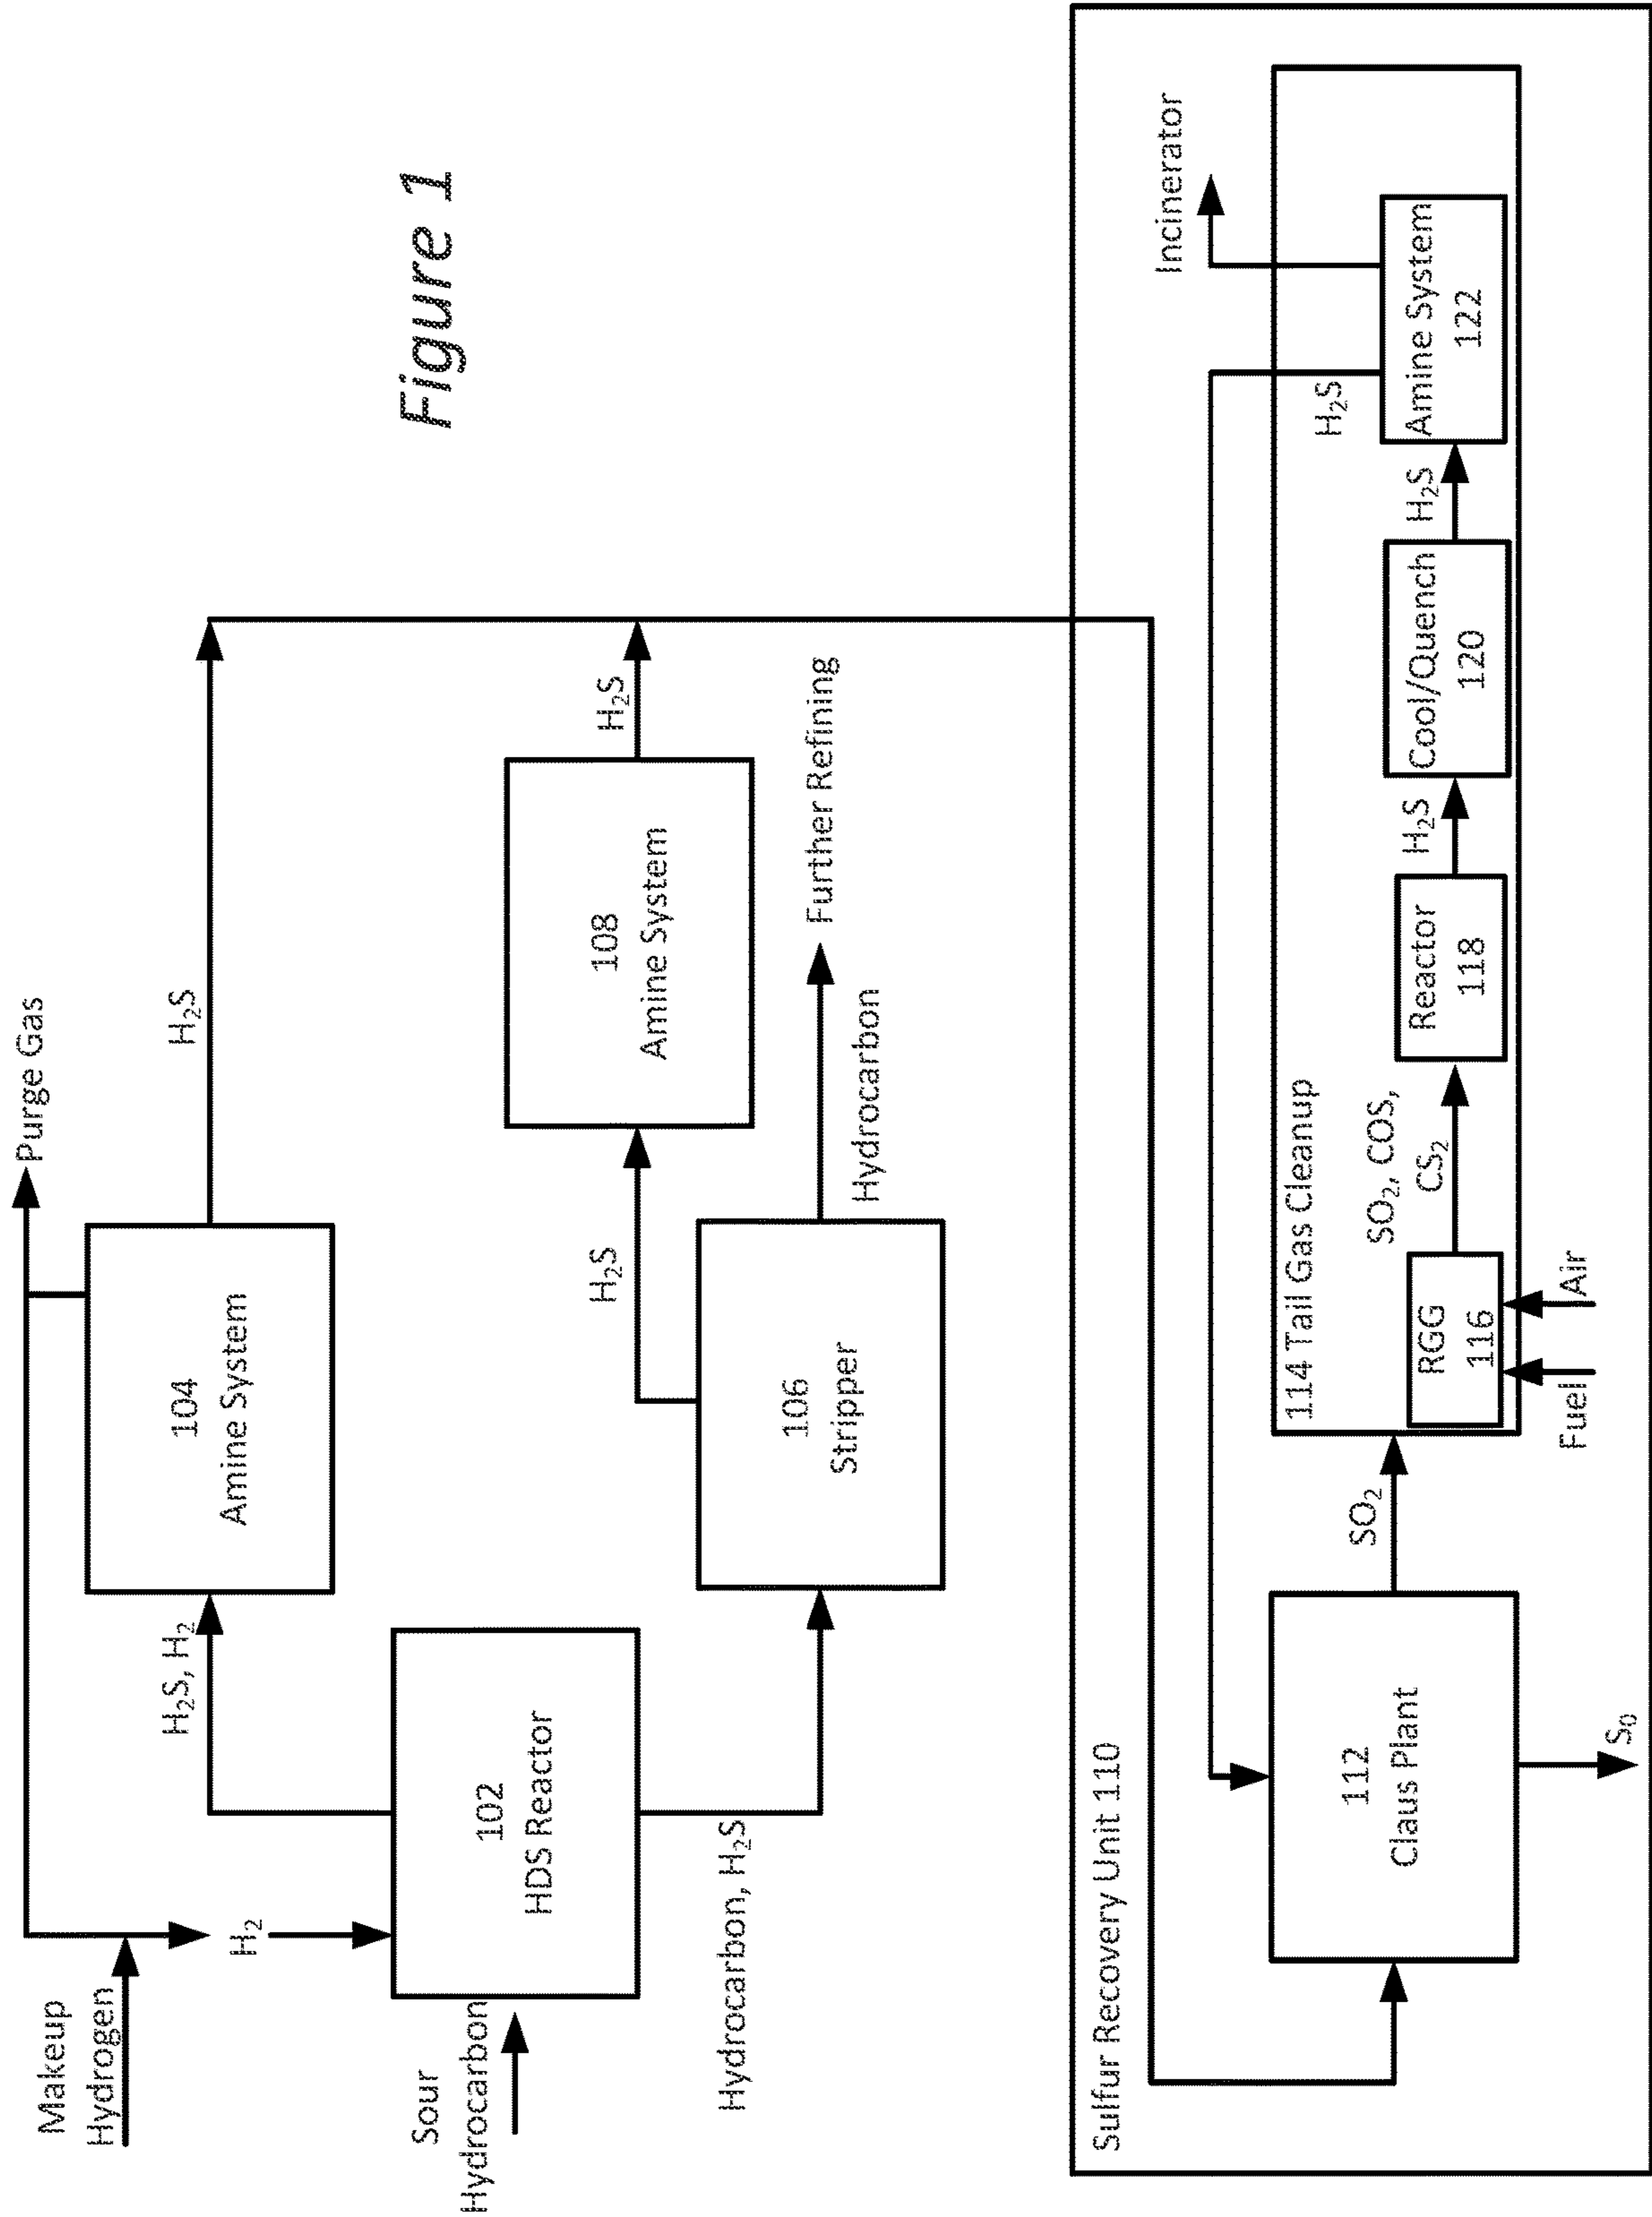 Figure 1
Purge Gas
Makeup
Hydrogen
H₂
H₂S, H₂
104
Amine System
H₂S
Sour
Hydrocarbon
102
HDS Reactor
Hydrocarbon, H₂S
106
Stripper
H₂S
108
Amine System
H₂S
Hydrocarbon
Further Refining
Sulfur Recovery Unit 110
112
Claus Plant
S₀
SO₂
114 Tail Gas Cleanup
RGG
116
Fuel
Air
SO₂, COS,
CS₂
Reactor
118
H₂S
Cool/Quench
120
H₂S
Amine System
122
H₂S
Incinerator